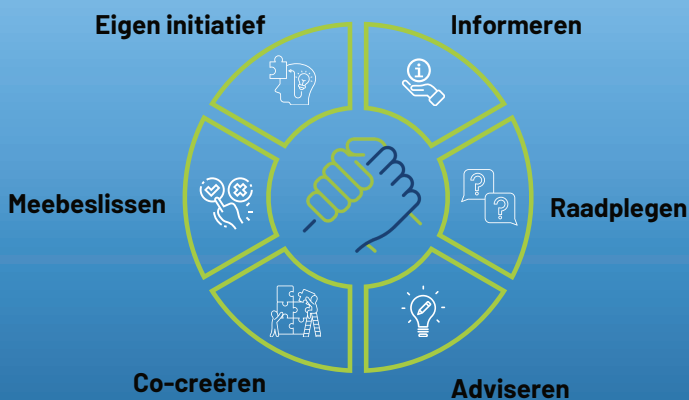 Eigen initiatief
Informeren
Meebeslissen
Raadplegen
Co-creëren
Adviseren